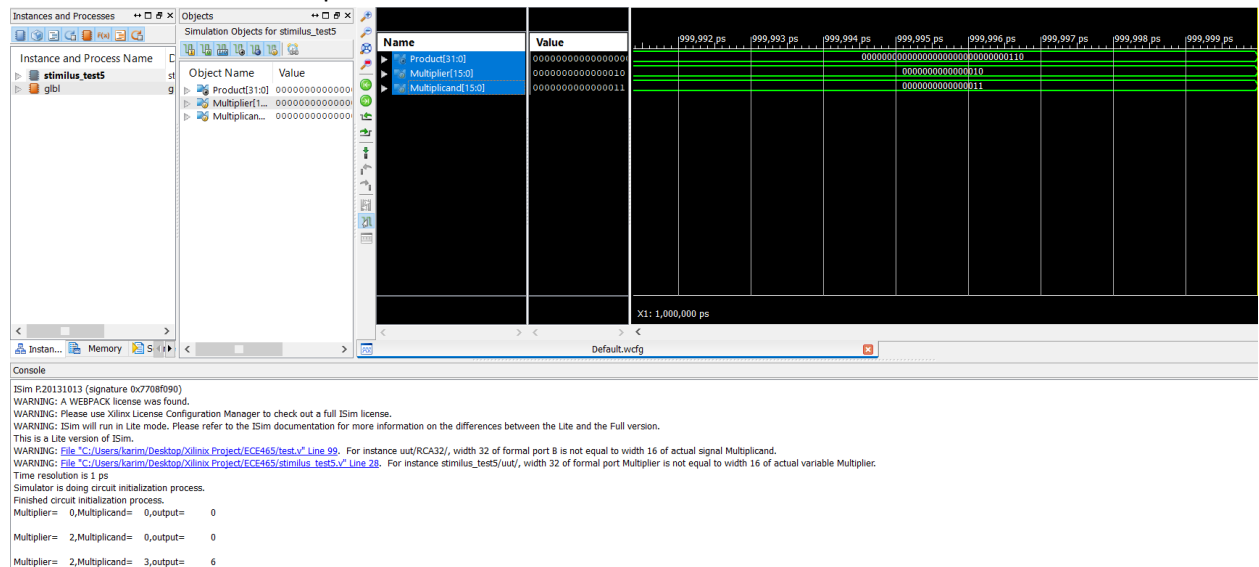 Instances and Processes
Objects
Simulation Objects for stimilus_test5
Instance and Process Name
stimilus_test5
glbl
Object Name Value
Product[31:0]
Multiplier[1...
Multiplican...
Name Value
Product[31:0]
Multiplier[15:0] 0000000000000010
Multiplicand[15:0] 0000000000000011
999,992 ps 999,993 ps 999,994 ps 999,995 ps 999,996 ps 999,997 ps 999,998 ps 999,999 ps
00000000000000000000000000000110
0000000000000010
0000000000000011
X1: 1,000,000 ps
Instan... Memory S
Default.wcfg
Console
ISim P.20131013 (signature 0x7708f090)
WARNING: A WEBPACK license was found.
WARNING: Please use Xilinx License Configuration Manager to check out a full ISim license.
WARNING: ISim will run in Lite mode. Please refer to the ISim documentation for more information on the differences between the Lite and the Full version.
This is a Lite version of ISim.
WARNING: File "C:/Users/karim/Desktop/Xilinix Project/ECE465/test.v" Line 99. For instance uut/RCA32/, width 32 of formal port B is not equal to width 16 of actual signal Multiplicand.
WARNING: File "C:/Users/karim/Desktop/Xilinix Project/ECE465/stimilus_test5.v" Line 28. For instance stimilus_test5/uut/, width 32 of formal port Multiplier is not equal to width 16 of actual variable Multiplier.
Time resolution is 1 ps
Simulator is doing circuit initialization process.
Finished circuit initialization process.
Multiplier= 0,Multiplicand= 0,output= 0
Multiplier= 2,Multiplicand= 0,output= 0
Multiplier= 2,Multiplicand= 3,output= 6